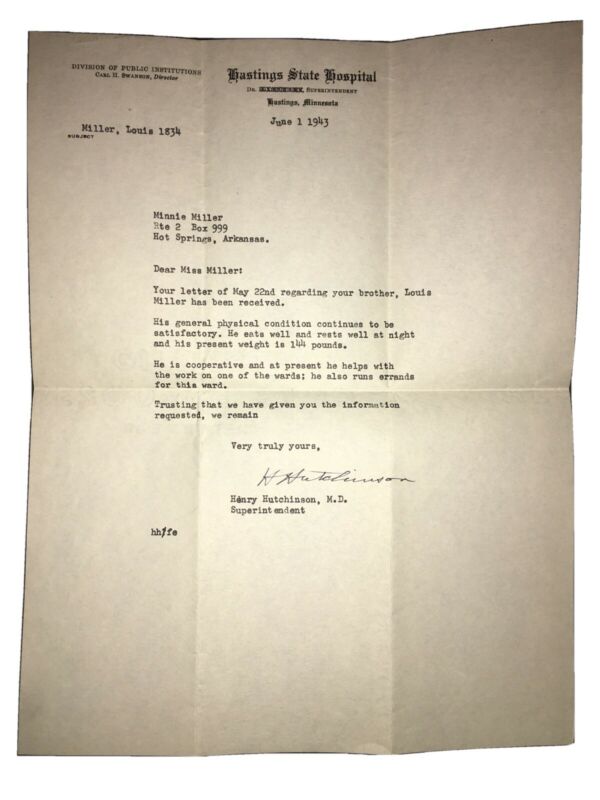 DIVISION OF PUBLIC INSTITUTIONS
CARL H. SWANSON, Director
Hastings State Hospital
DR. SUPERINTENDENT
Hastings, Minnesota
June 1 1943
Miller, Louis 1834
SUBJECT
Minnie Miller
Rte 2 Box 999
Hot Springs, Arkansas.
Dear Miss Miller:
Your letter of May 22nd regarding your brother, Louis
Miller has been received.
His general physical condition continues to be
satisfactory. He eats well and rests well at night
and his present weight is 144 pounds.
He is cooperative and at present he helps with
the work on one of the wards; he also runs errands
for this ward.
Trusting that we have given you the information
requested, we remain
Very truly yours,
H Hutchinson
Henry Hutchinson, M.D.
Superintendent
hh/fe